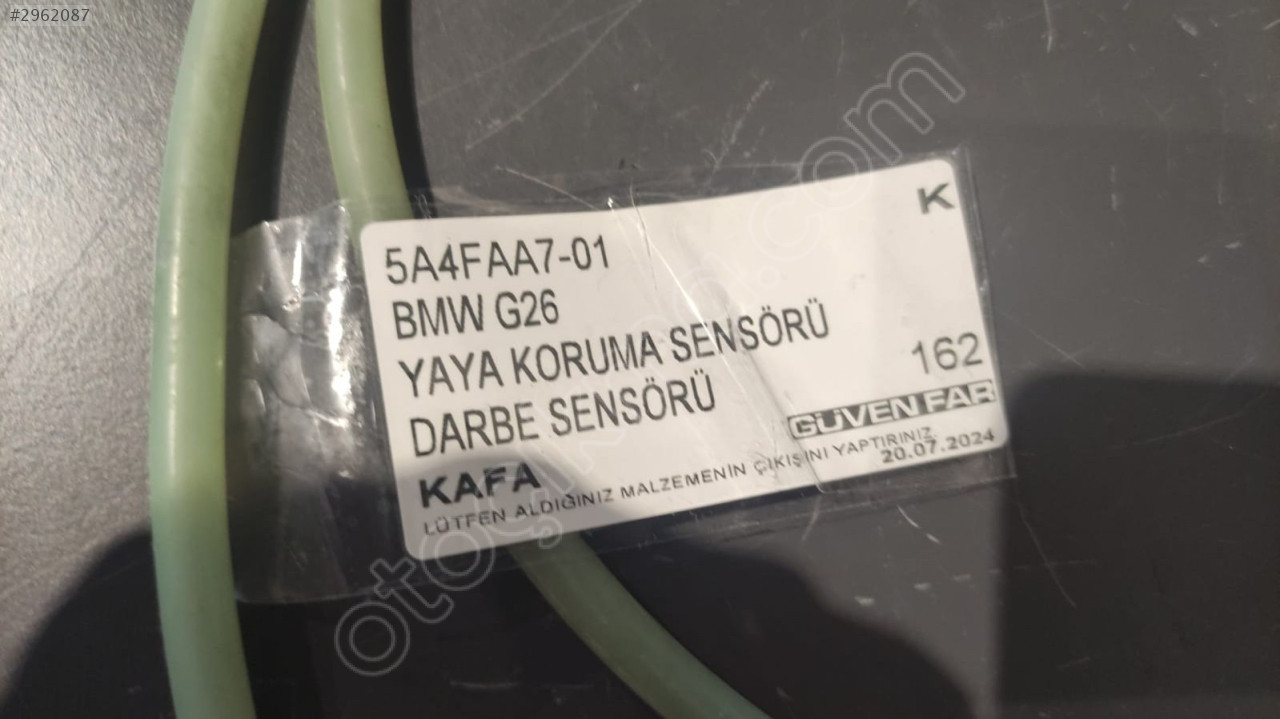 #2962087
K
5A4FAA7-01
BMW G26
YAYA KORUMA SENSÖRÜ
162
DARBE SENSÖRÜ
GÜVEN FAR
KAFA
LÜTFEN ALDIĞINIZ MALZEMENİN ÇIKIŞINI YAPTIRINIZ
20.07.2024